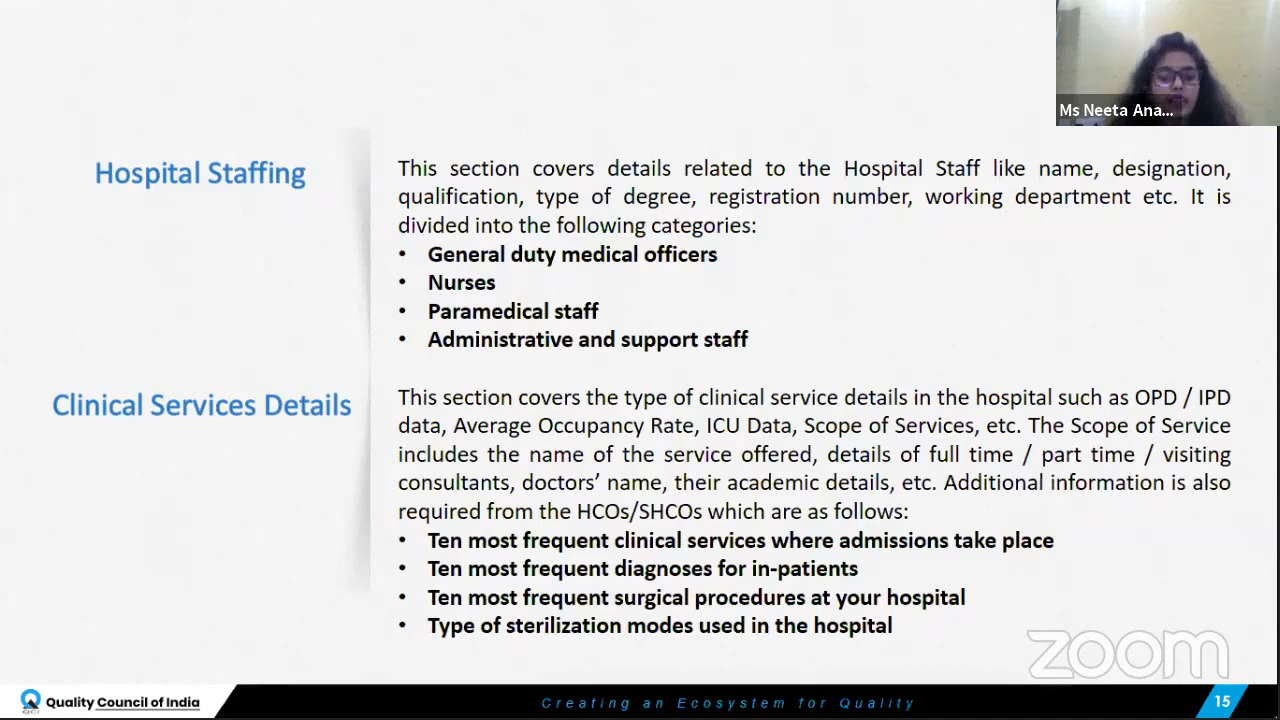 Ms Neeta Ana...
Hospital Staffing
This section covers details related to the Hospital Staff like name, designation,
qualification, type of degree, registration number, working department etc. It is
divided into the following categories:
• General duty medical officers
• Nurses
• Paramedical staff
• Administrative and support staff
Clinical Services Details
This section covers the type of clinical service details in the hospital such as OPD / IPD
data, Average Occupancy Rate, ICU Data, Scope of Services, etc. The Scope of Service
includes the name of the service offered, details of full time / part time / visiting
consultants, doctors’ name, their academic details, etc. Additional information is also
required from the HCOs/SHCOs which are as follows:
• Ten most frequent clinical services where admissions take place
• Ten most frequent diagnoses for in-patients
• Ten most frequent surgical procedures at your hospital
• Type of sterilization modes used in the hospital
zoom
QCI
Quality Council of India
Creating an Ecosystem for Quality
15